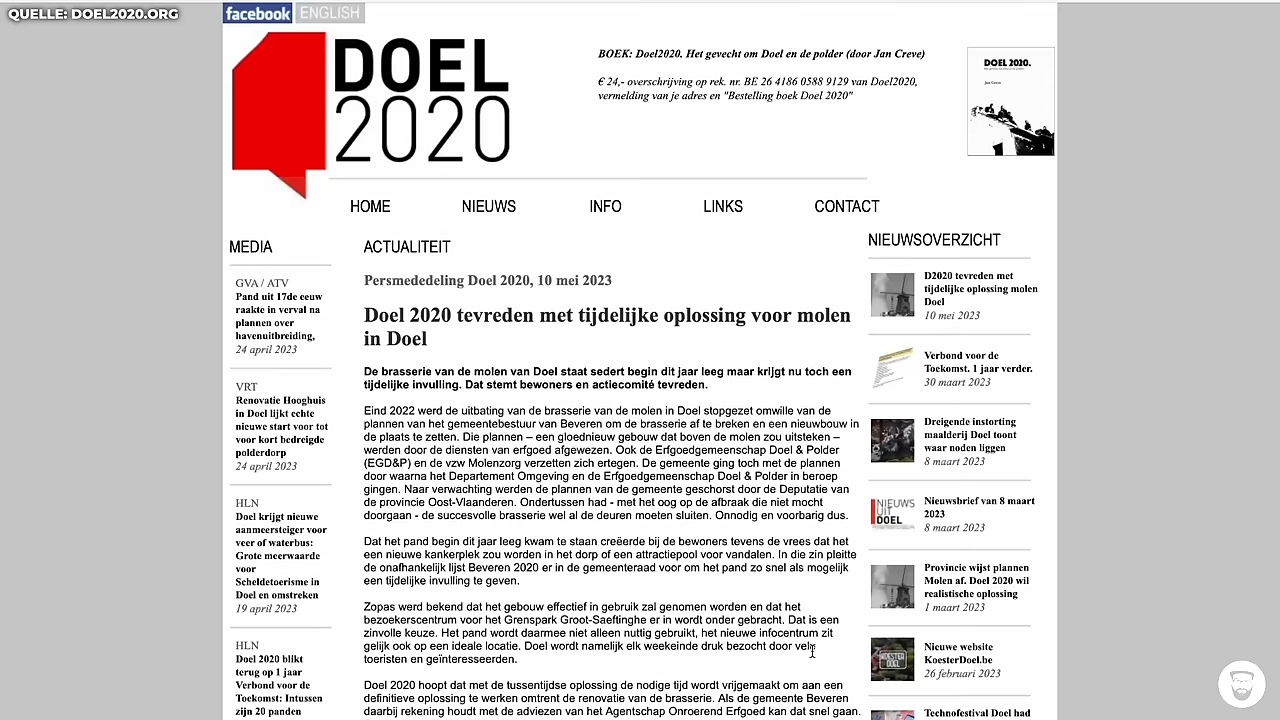 QUELLE: DOEL2020.ORG
facebook ENGLISH
DOEL
2020
BOEK: Doel2020. Het gevecht om Doel en de polder (door Jan Creve)
€ 24,- overschrijving op rek. nr. BE 26 4186 0588 9129 van Doel2020,
vermelding van je adres en "Bestelling boek Doel 2020"
DOEL 2020.
Jan Creve
HOME NIEUWS INFO LINKS CONTACT
MEDIA
GVA / ATV
Pand uit 17de eeuw
raakte in verval na
plannen over
havenuitbreiding,
24 april 2023
VRT
Renovatie Hooghuis
in Doel lijkt echte
nieuwe start voor tot
voor kort bedreigde
polderdorp
24 april 2023
HLN
Doel krijgt nieuwe
aanmeersteiger voor
veer of waterbus:
Grote meerwaarde
voor
Scheldetoerisme in
Doel en omstreken
19 april 2023
HLN
Doel 2020 blikt
terug op 1 jaar
Verbond voor de
Toekomst: Intussen
zijn 20 panden
ACTUALITEIT
Persmededeling Doel 2020, 10 mei 2023
Doel 2020 tevreden met tijdelijke oplossing voor molen
in Doel
De brasserie van de molen van Doel staat sedert begin dit jaar leeg maar krijgt nu toch een
tijdelijke invulling. Dat stemt bewoners en actiecomité tevreden.
Eind 2022 werd de uitbating van de brasserie van de molen in Doel stopgezet omwille van de
plannen van het gemeentebestuur van Beveren om de brasserie af te breken en een nieuwbouw in
de plaats te zetten. Die plannen – een gloednieuw gebouw dat boven de molen zou uitsteken –
werden door de diensten van erfgoed afgewezen. Ook de Erfgoedgemeenschap Doel & Polder
(EGD&P) en de vzw Molenzorg verzetten zich ertegen. De gemeente ging toch met de plannen
door waarna het Departement Omgeving en de Erfgoedgemeenschap Doel & Polder in beroep
gingen. Naar verwachting werden de plannen van de gemeente geschorst door de Deputatie van
de provincie Oost-Vlaanderen. Ondertussen had - met het oog op de afbraak die niet mocht
doorgaan - de succesvolle brasserie wel al de deuren moeten sluiten. Onnodig en voorbarig dus.
Dat het pand begin dit jaar leeg kwam te staan creëerde bij de bewoners tevens de vrees dat het
een nieuwe kankerplek zou worden in het dorp of een attractiepool voor vandalen. In die zin pleitte
de onafhankelijk lijst Beveren 2020 er in de gemeenteraad voor om het pand zo snel als mogelijk
een tijdelijke invulling te geven.
Zopas werd bekend dat het gebouw effectief in gebruik zal genomen worden en dat het
bezoekerscentrum voor het Grenspark Groot-Saeftinghe er in wordt onder gebracht. Dat is een
zinvolle keuze. Het pand wordt daarmee niet alleen nuttig gebruikt, het nieuwe infocentrum zit
gelijk ook op een ideale locatie. Doel wordt namelijk elk weekeinde druk bezocht door vele
toeristen en geïnteresseerden.
Doel 2020 hoopt dat met de tussentijdse oplossing de nodige tijd wordt vrijgemaakt om aan een
definitieve oplossing te werken omtrent de renovatie van de brasserie. Als de gemeente Beveren
daarbij rekening houdt met de adviezen van het Agentschap Onroerend Erfgoed kan dat snel gaan.
NIEUWSOVERZICHT
D2020 tevreden met
tijdelijke oplossing molen
Doel
10 mei 2023
Verbond voor de
Toekomst. 1 jaar verder.
30 maart 2023
Dreigende instorting
maalderij Doel toont
waar noden liggen
8 maart 2023
NIEUWS
UIT
DOEL
Nieuwsbrief van 8 maart
2023
8 maart 2023
Provincie wijst plannen
Molen af. Doel 2020 wil
realistische oplossing
1 maart 2023
KOESTER
DOEL
Nieuwe website
KoesterDoel.be
26 februari 2023
Technofestival Doel had